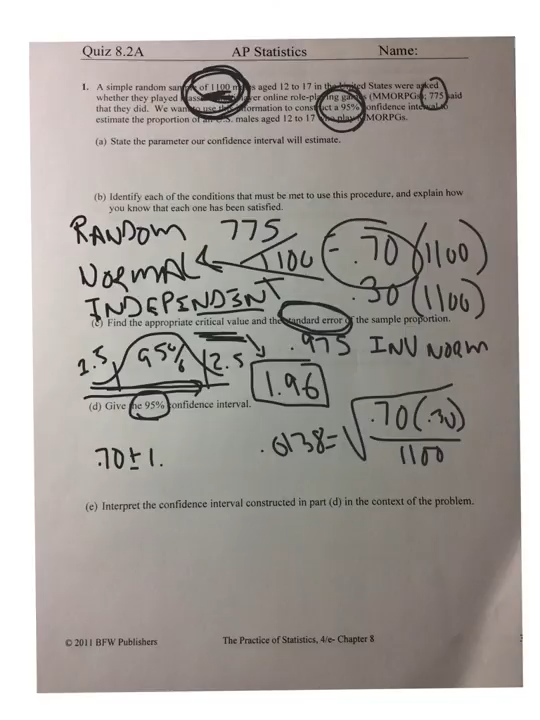 Quiz 8.2A AP Statistics Name:
1. A simple random of 1100 aged 12 to 17 in the United States were asked
whether they played online role-playing games (MMORPGs; 775 said
that they did. We want to use information to construct a 95% confidence interval to
estimate the proportion of U.S. males aged 12 to 17 play MMORPGs.
(a) State the parameter our confidence interval will estimate.
(b) Identify each of the conditions that must be met to use this procedure, and explain how
you know that each one has been satisfied.
RANDOM 775
NORMAL 1100 = .70 (1100)
INDEPENDENT .30 (1100)
(c) Find the appropriate critical value and the standard error of the sample proportion.
2.5 95% 2.5 .975 INV NORM
1.96
(d) Give the 95% confidence interval.
.70 ± 1. .0138 = √ .70(.30)
1100
(e) Interpret the confidence interval constructed in part (d) in the context of the problem.
© 2011 BFW Publishers The Practice of Statistics, 4/e- Chapter 8